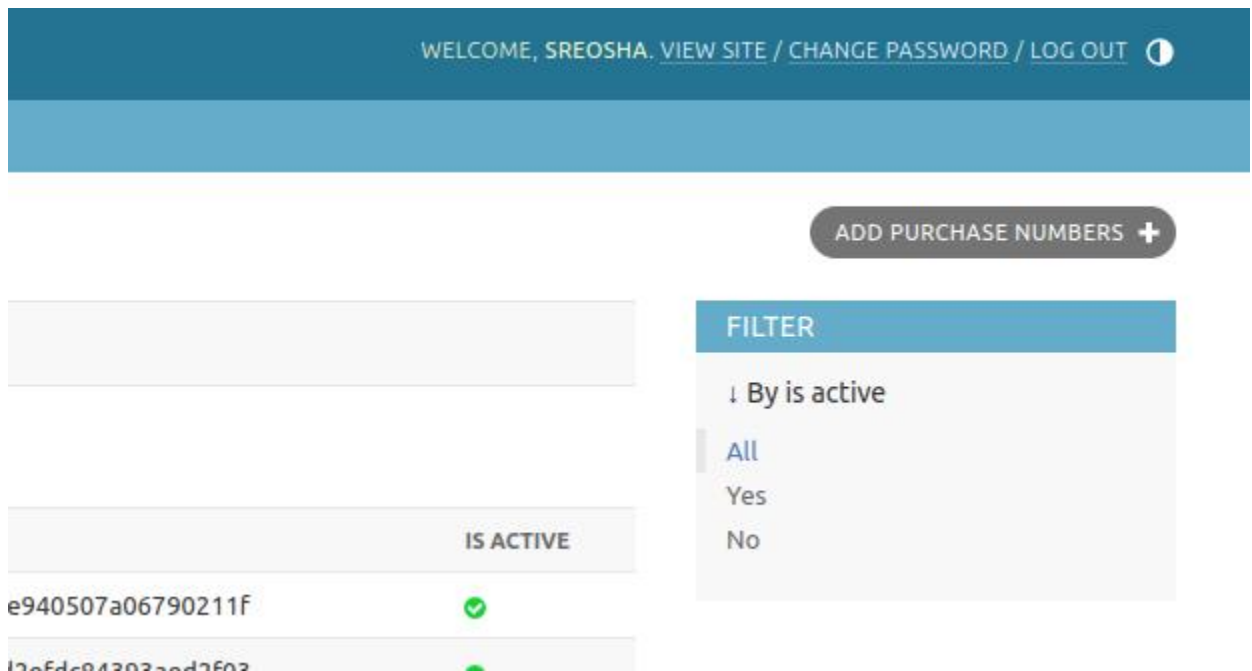 WELCOME, SREOSHA. VIEW SITE / CHANGE PASSWORD / LOG OUT
ADD PURCHASE NUMBERS +
FILTER
↓ By is active
All
Yes
No
IS ACTIVE
e940507a06790211f